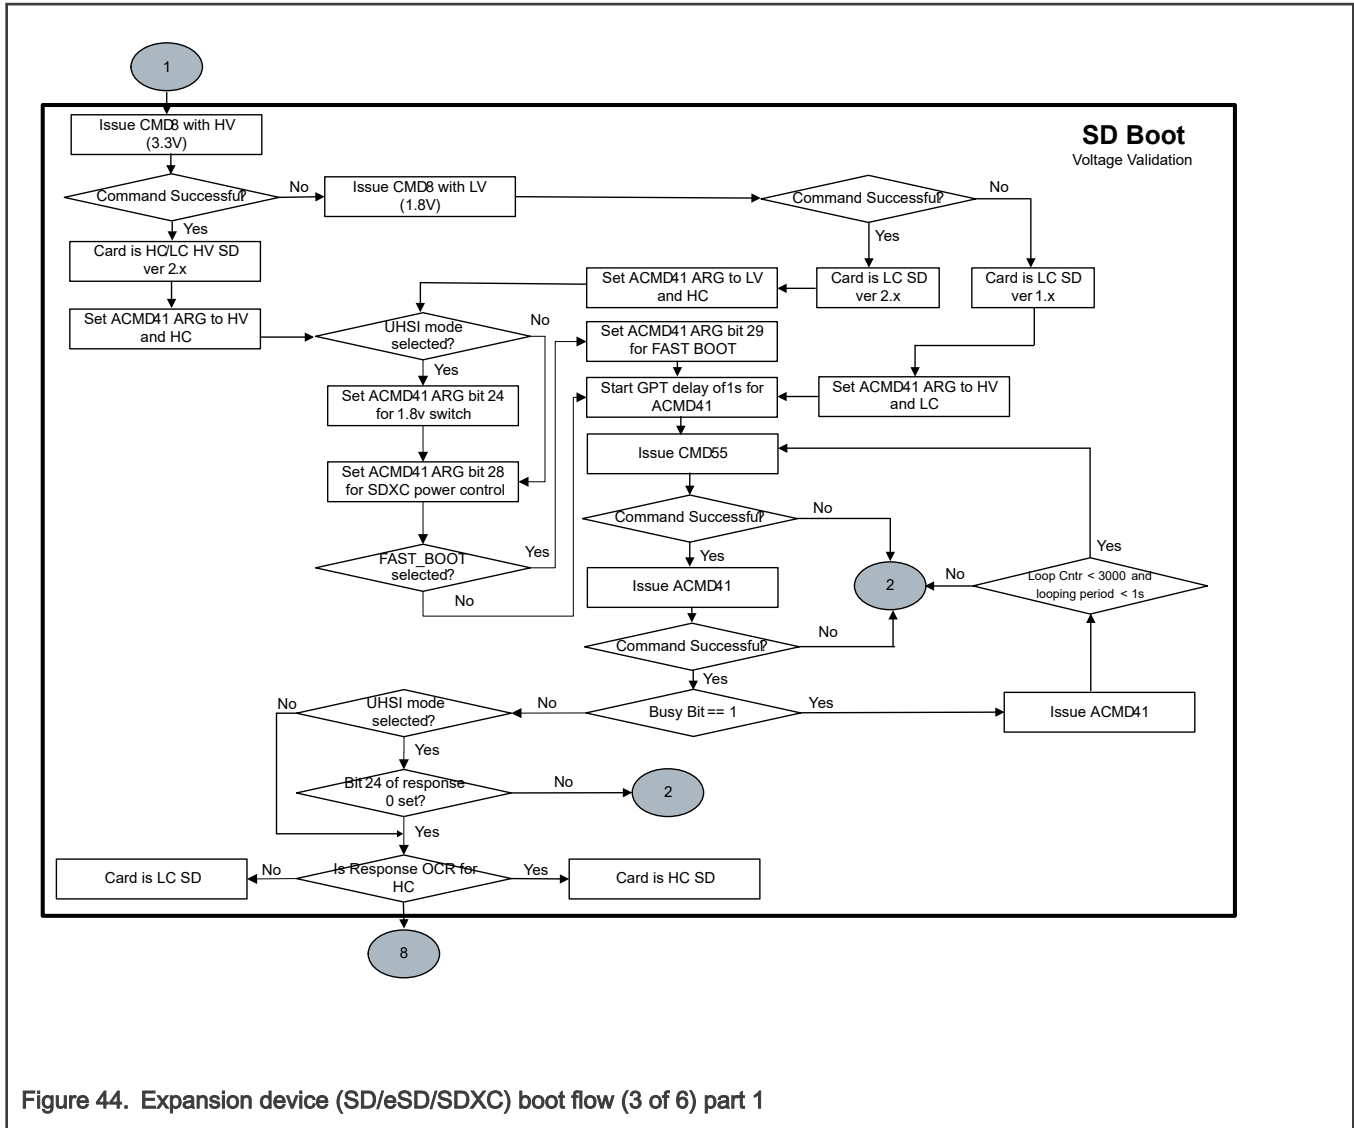 1
Issue CMD8 with HV
(3.3V)
SD Boot
Voltage Validation
Command Successful?
No
Issue CMD8 with LV
(1.8V)
Command Successful?
No
Yes
Yes
Card is HC/LC HV SD
ver 2.x
Set ACMD41 ARG to LV
and HC
Card is LC SD
ver 2.x
Card is LC SD
ver 1.x
Set ACMD41 ARG to HV
and HC
UHSI mode
selected?
No
Set ACMD41 ARG bit 29
for FAST BOOT
Yes
Set ACMD41 ARG bit 24
for 1.8v switch
Start GPT delay of1s for
ACMD41
Set ACMD41 ARG to HV
and LC
Issue CMD55
Set ACMD41 ARG bit 28
for SDXC power control
Command Successful?
No
FAST_BOOT
selected?
Yes
Yes
Yes
No
Issue ACMD41
2
No
Loop Cntr < 3000 and
looping period < 1s
Command Successful?
No
Yes
UHSI mode
selected?
No
No
Busy Bit == 1
Yes
Issue ACMD41
Yes
Bit 24 of response
0 set?
No
2
Yes
Card is LC SD
No
Is Response OCR for
HC
Yes
Card is HC SD
8
Figure 44. Expansion device (SD/eSD/SDXC) boot flow (3 of 6) part 1